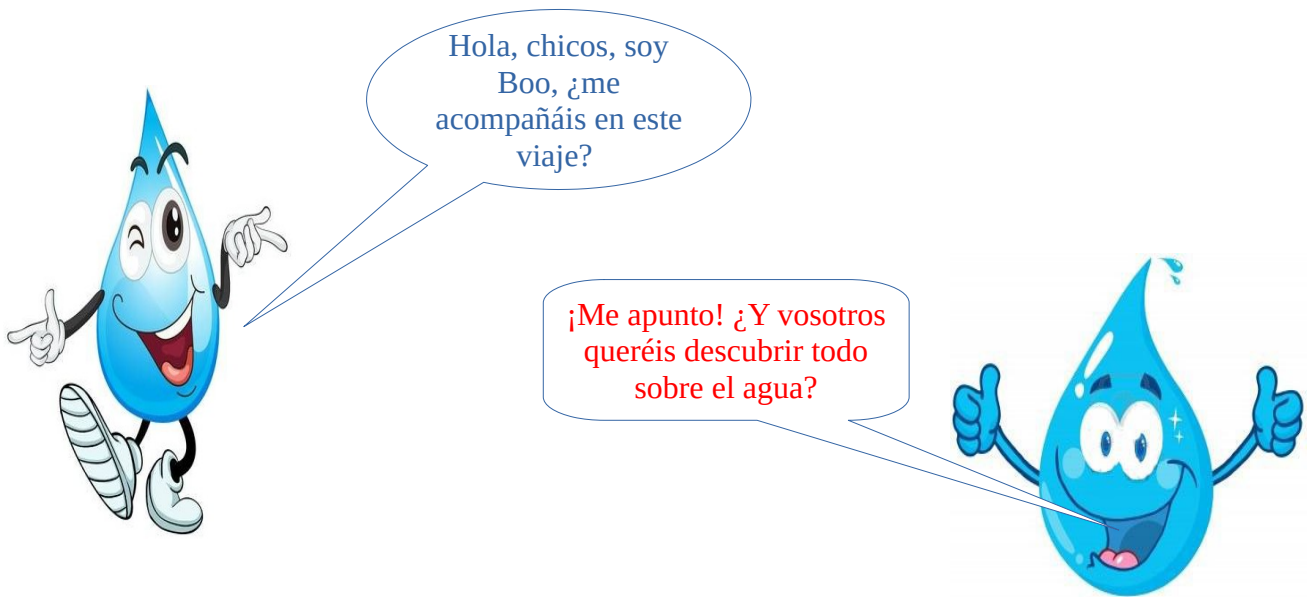 Hola, chicos, soy
Boo, ¿me
acompañáis en este
viaje?
¡Me apunto! ¿Y vosotros
queréis descubrir todo
sobre el agua?